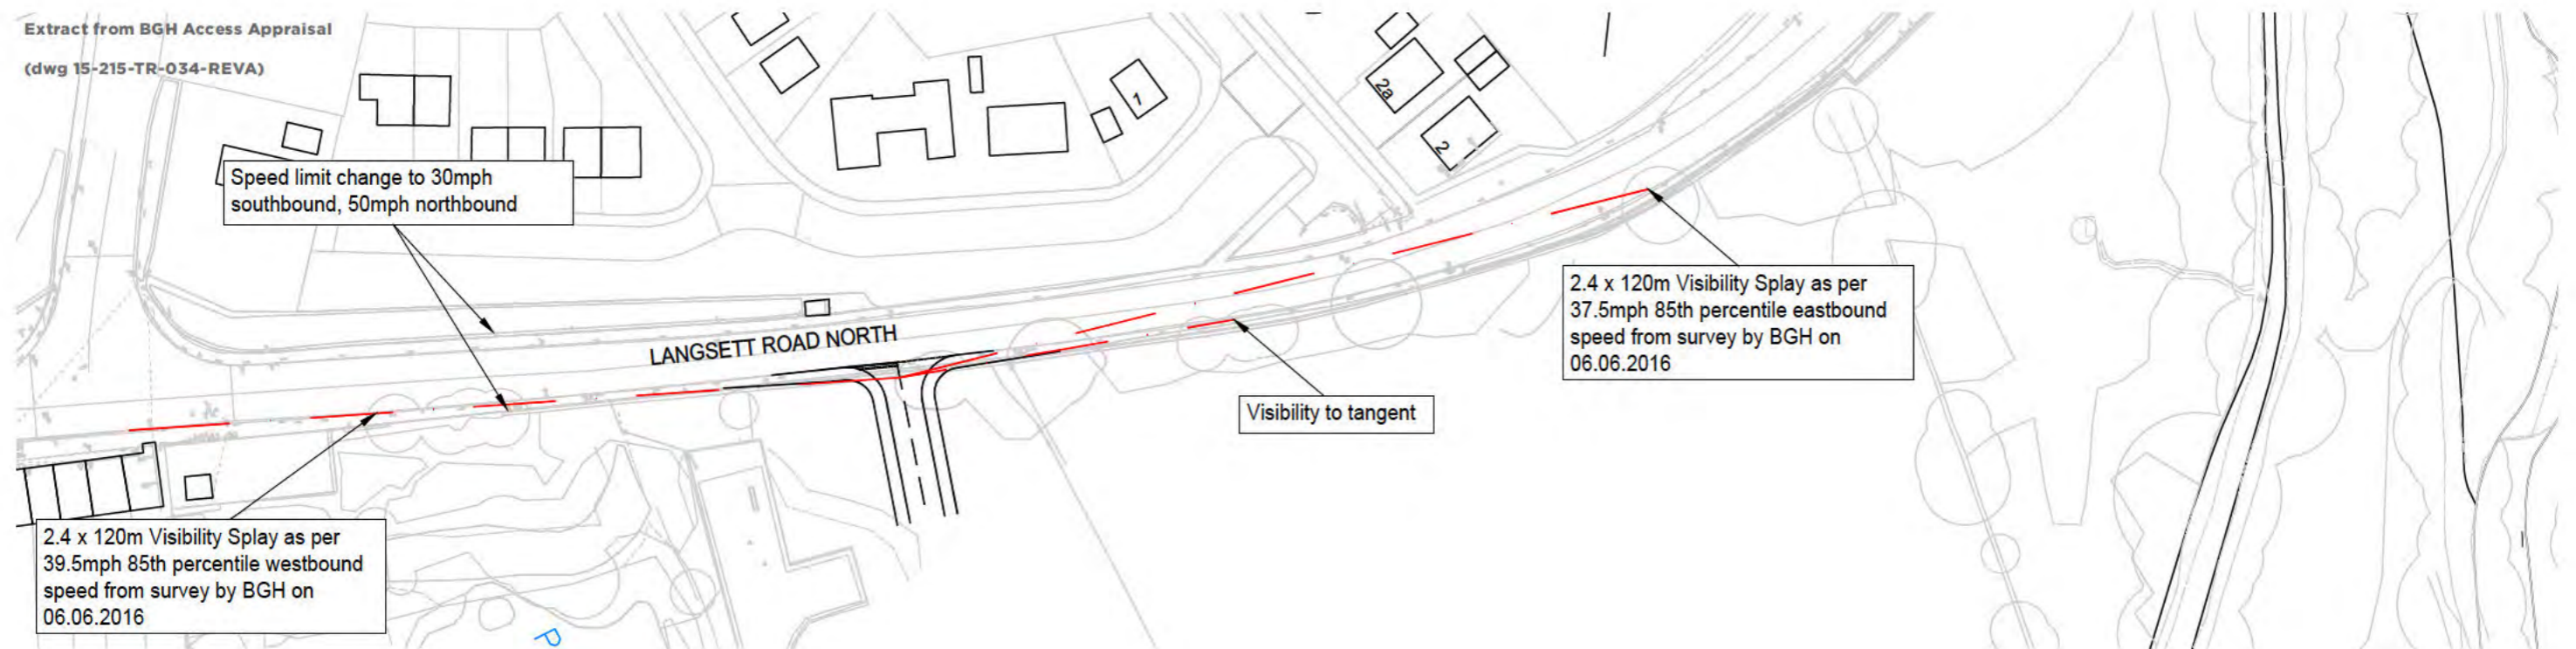 Extract from BGH Access Appraisal
(dwg 15-215-TR-034-REVA)
Speed limit change to 30mph
southbound, 50mph northbound
1
2a
2
LANGSETT ROAD NORTH
2.4 x 120m Visibility Splay as per
37.5mph 85th percentile eastbound
speed from survey by BGH on
06.06.2016
Visibility to tangent
2.4 x 120m Visibility Splay as per
39.5mph 85th percentile westbound
speed from survey by BGH on
06.06.2016
P